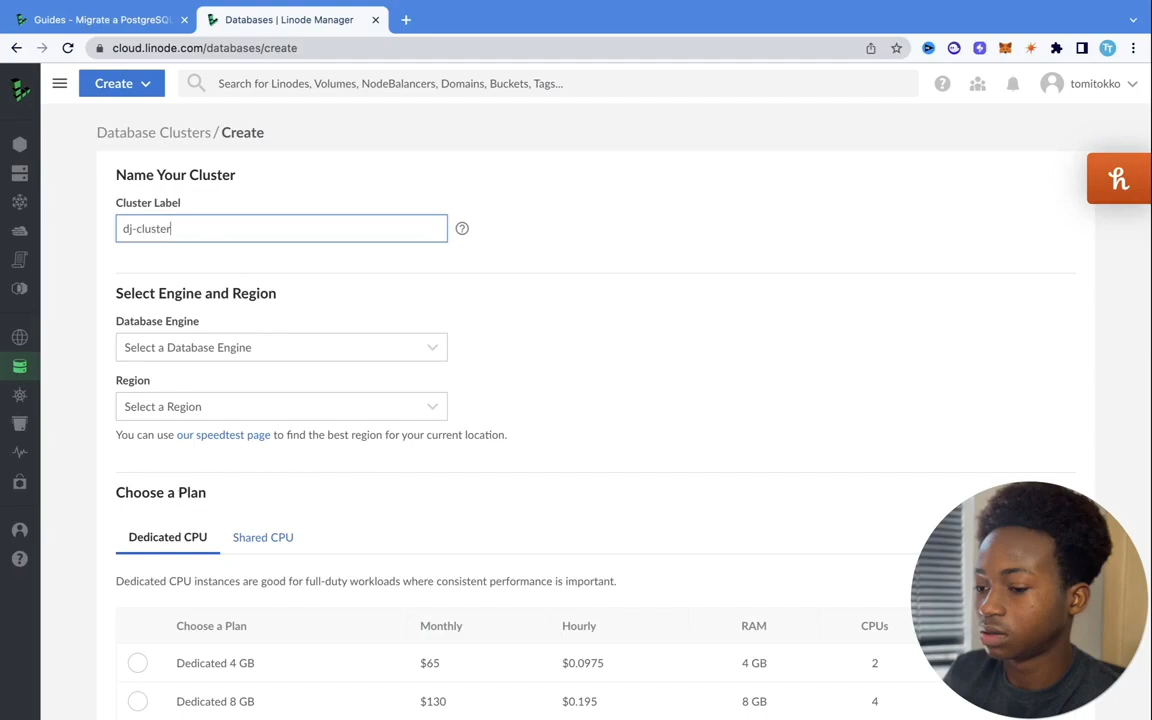 Guides - Migrate a PostgreSQL
Databases | Linode Manager
cloud.linode.com/databases/create
TT
Create
Search for Linodes, Volumes, NodeBalancers, Domains, Buckets, Tags...
tomitokko
Database Clusters / Create
Name Your Cluster
Cluster Label
dj-cluster
Select Engine and Region
Database Engine
Select a Database Engine
Region
Select a Region
You can use our speedtest page to find the best region for your current location.
Choose a Plan
Dedicated CPU Shared CPU
Dedicated CPU instances are good for full-duty workloads where consistent performance is important.
Choose a Plan Monthly Hourly RAM CPUs
Dedicated 4 GB $65 $0.0975 4 GB 2
Dedicated 8 GB $130 $0.195 8 GB 4